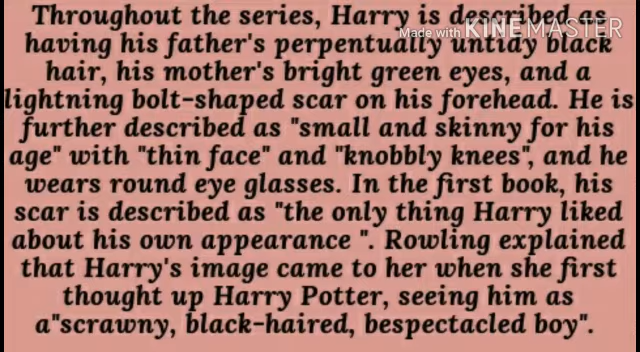 Throughout the series, Harry is described as
Made with KINEMASTER
having his father's perpentually untidy black
hair, his mother's bright green eyes, and a
lightning bolt-shaped scar on his forehead. He is
further described as "small and skinny for his
age" with "thin face" and "knobbly knees", and he
wears round eye glasses. In the first book, his
scar is described as "the only thing Harry liked
about his own appearance ". Rowling explained
that Harry's image came to her when she first
thought up Harry Potter, seeing him as
a"scrawny, black-haired, bespectacled boy".